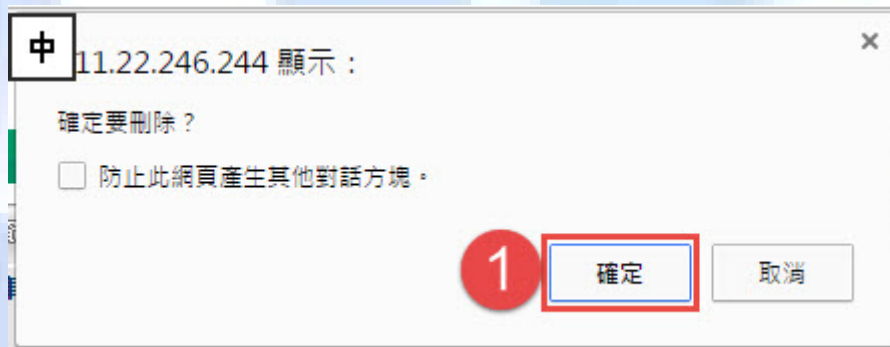 中
11.22.246.244 顯示：
×
確定要刪除？
防止此網頁產生其他對話方塊。
1
確定
取消